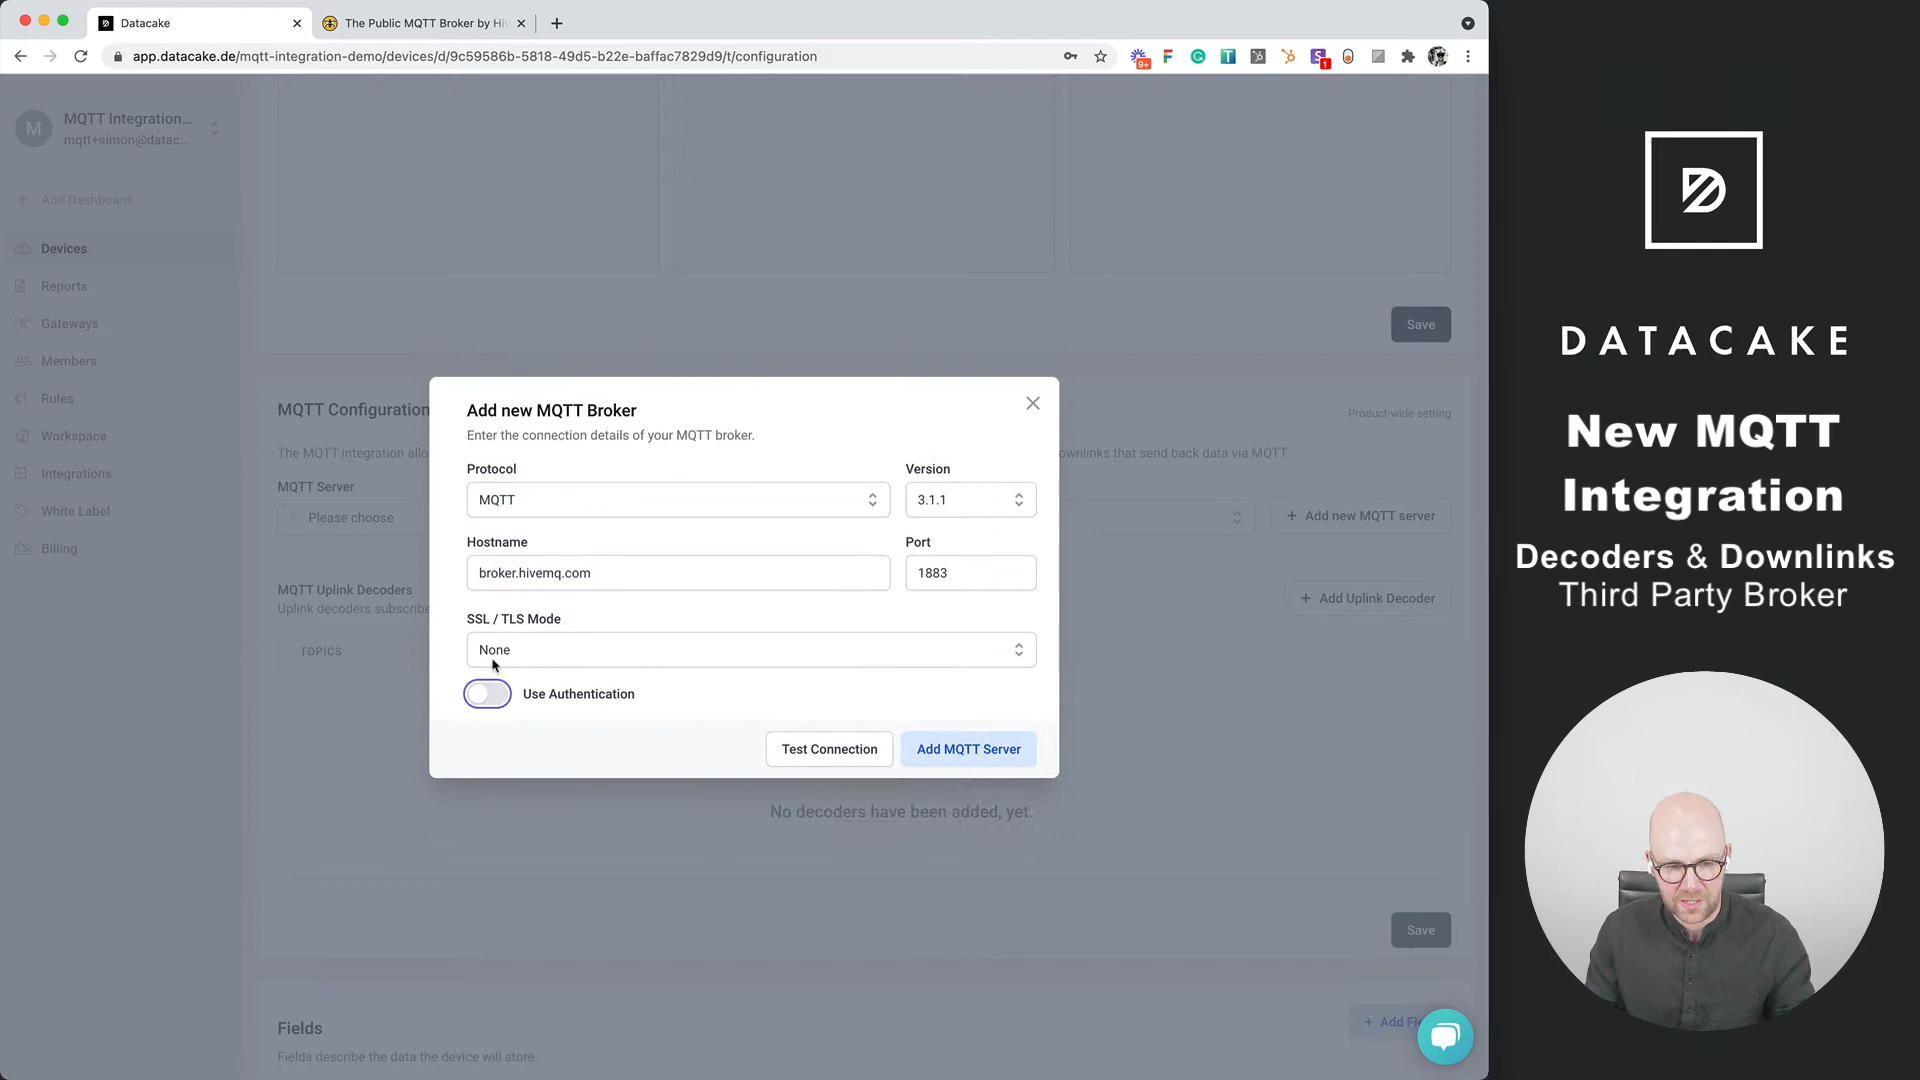 Datacake
The Public MQTT Broker by Hi
app.datacake.de/mqtt-integration-demo/devices/d/9c59586b-5818-49d5-b22e-baffac7829d9/t/configuration
9+
1
M
MQTT Integration...
mqtt+simon@datac...
Add Dashboard
Devices
Reports
Gateways
Members
Rules
Workspace
Integrations
White Label
Billing
Save
MQTT Configuration
Product-wide setting
The MQTT integration allo
ownlinks that send back data via MQTT.
MQTT Server
Please choose
+ Add new MQTT server
MQTT Uplink Decoders
Uplink decoders subscribe
+ Add Uplink Decoder
TOPICS
Add new MQTT Broker
Enter the connection details of your MQTT broker.
Protocol
Version
MQTT
3.1.1
Hostname
Port
broker.hivemq.com
1883
SSL / TLS Mode
None
Use Authentication
Test Connection
Add MQTT Server
No decoders have been added, yet.
Save
Fields
+ Add Fie
Fields describe the data the device will store.
DATACAKE
New MQTT
Integration
Decoders & Downlinks
Third Party Broker